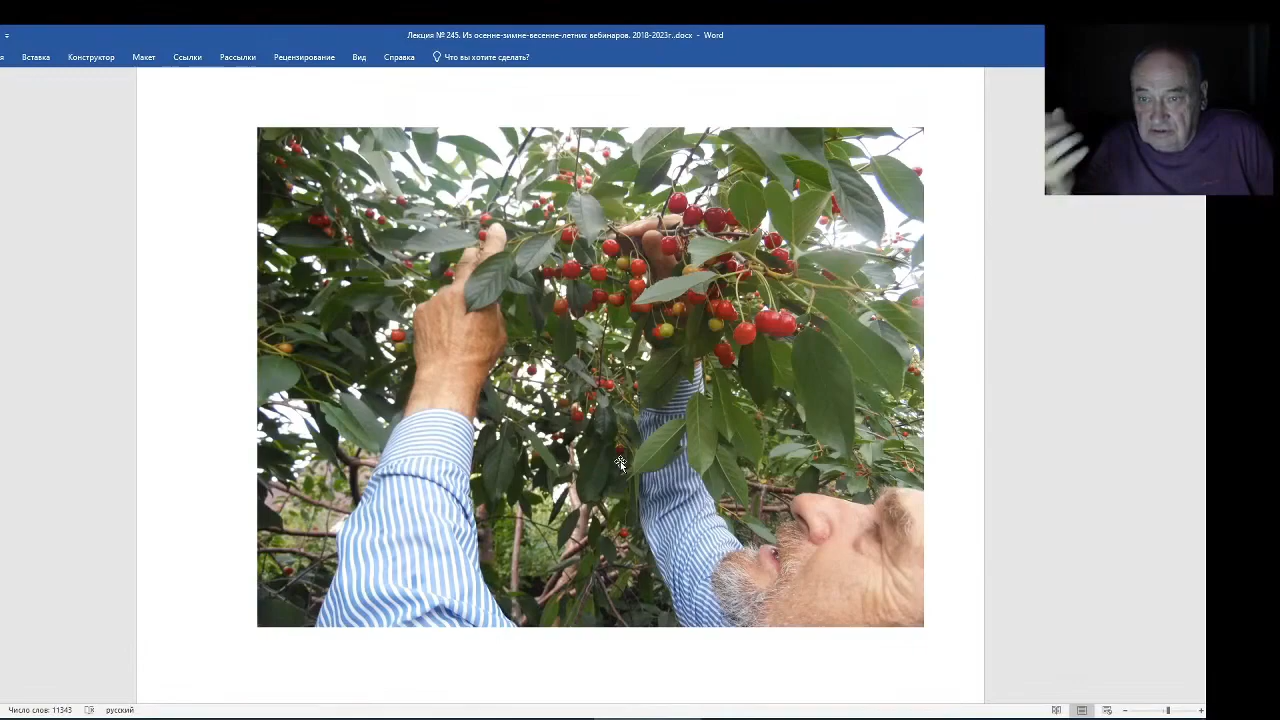 Лекция № 245. Из осенне-зимне-весенне-летних вебинаров. 2018-2023г..docx - Word
я Вставка Конструктор Макет Ссылки Рассылки Рецензирование Вид Справка Что вы хотите сделать?
Число слов: 11343 русский